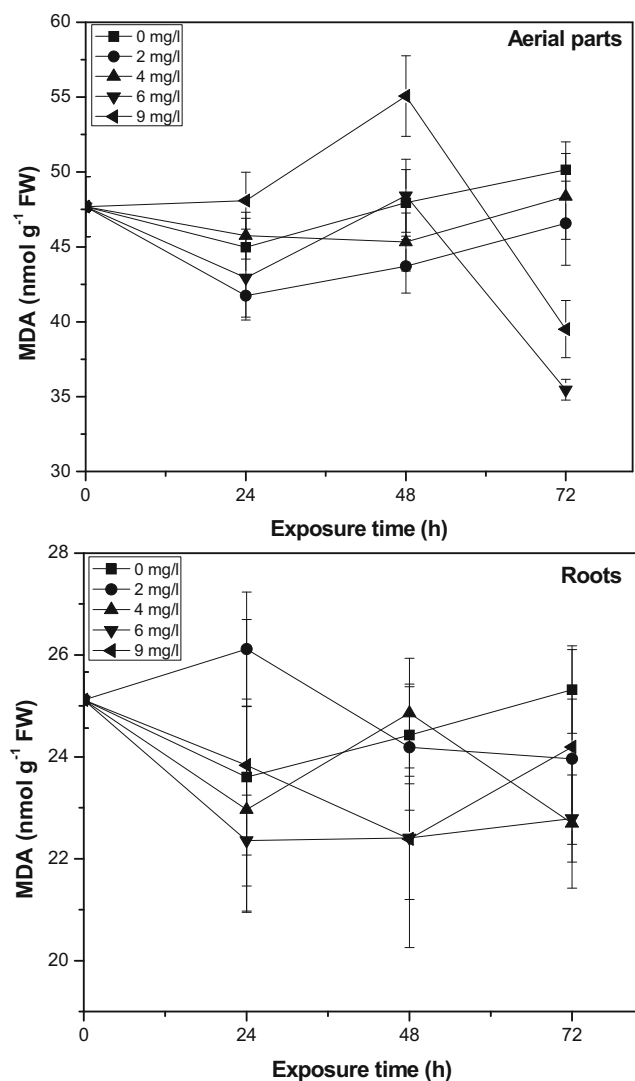 Aerial parts
0 mg/l
2 mg/l
4 mg/l
6 mg/l
9 mg/l
60
55
50
45
40
35
30
MDA (nmol g⁻¹ FW)
0
24
48
72
Exposure time (h)
Roots
0 mg/l
2 mg/l
4 mg/l
6 mg/l
9 mg/l
28
26
24
22
20
MDA (nmol g⁻¹ FW)
0
24
48
72
Exposure time (h)